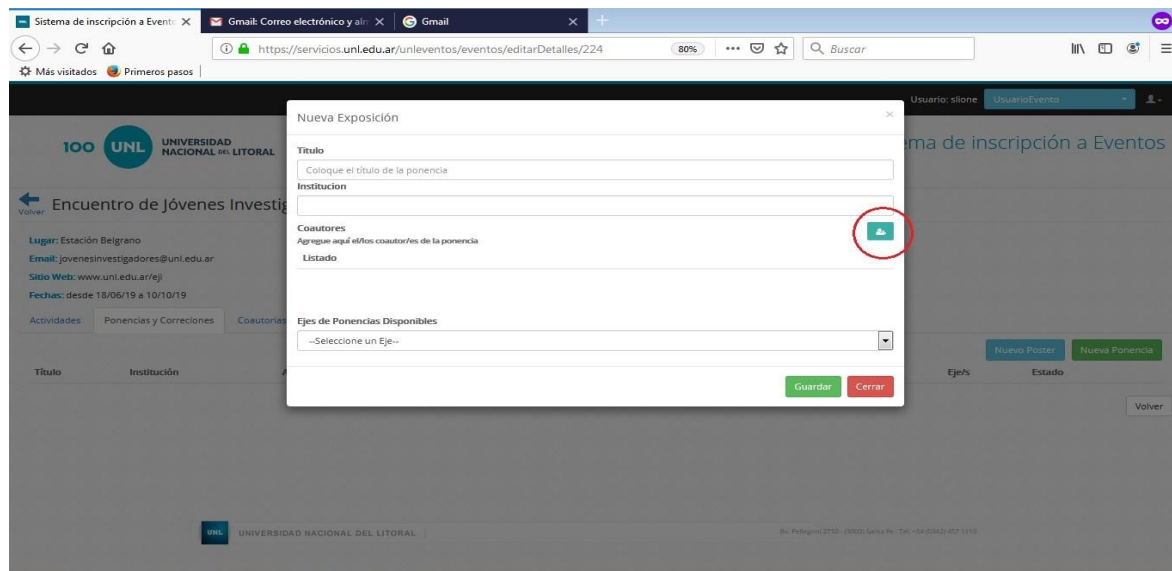 Sistema de inscripción a Evento
Gmail: Correo electrónico y alm
Gmail
https://servicios.unl.edu.ar/unleventos/eventos/editarDetalles/224
80%
Buscar
Más visitados
Primeros pasos
Usuario: slione
UsuarioEvento
100
UNL
UNIVERSIDAD
NACIONAL DEL LITORAL
ema de inscripción a Eventos
Volver
Encuentro de Jóvenes Investig
Lugar: Estación Belgrano
Email: jovenesinvestigadores@unl.edu.ar
Sitio Web: www.unl.edu.ar/eji
Fechas: desde 18/06/19 a 10/10/19
Actividades
Ponencias y Correciones
Coautorias
Nueva Exposición
Titulo
Coloque el título de la ponencia
Institucion
Coautores
Agregue aquí el/los coautor/es de la ponencia
Listado
Ejes de Ponencias Disponibles
--Seleccione un Eje--
Guardar
Cerrar
Nuevo Poster
Nueva Ponencia
Título
Institución
A
Eje/s
Estado
Volver
UNL
UNIVERSIDAD NACIONAL DEL LITORAL